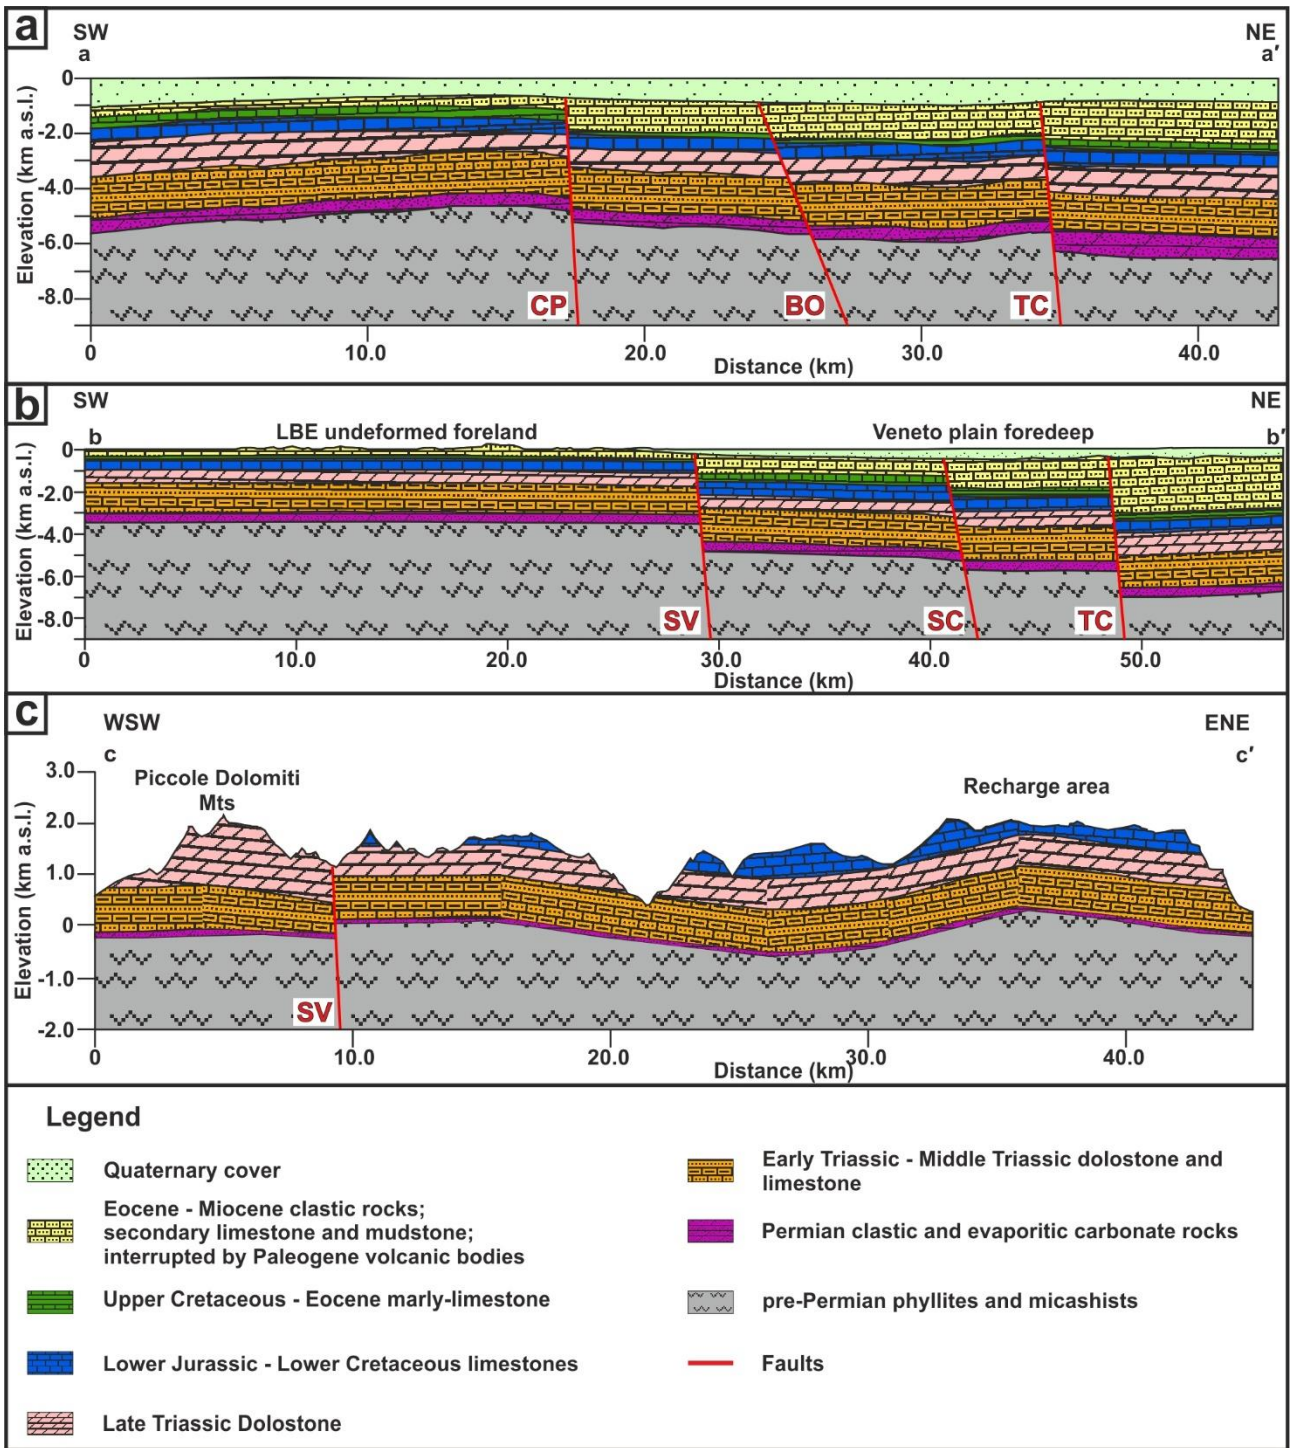 a
SW
a
NE
a′
Elevation (km a.s.l.)
0
-2.0
-4.0
-6.0
-8.0
CP
BO
TC
0
10.0
20.0
30.0
40.0
Distance (km)
b
SW
b
NE
b′
LBE undeformed foreland
Veneto plain foredeep
Elevation (km a.s.l.)
0
-2.0
-4.0
-6.0
-8.0
SV
SC
TC
0
10.0
20.0
30.0
40.0
50.0
Distance (km)
c
WSW
c
ENE
c′
Piccole Dolomiti
Mts
Recharge area
Elevation (km a.s.l.)
3.0
2.0
1.0
0
-1.0
-2.0
SV
0
10.0
20.0
30.0
40.0
Distance (km)
Legend
Quaternary cover
Eocene - Miocene clastic rocks;
secondary limestone and mudstone;
interrupted by Paleogene volcanic bodies
Upper Cretaceous - Eocene marly-limestone
Lower Jurassic - Lower Cretaceous limestones
Late Triassic Dolostone
Early Triassic - Middle Triassic dolostone and
limestone
Permian clastic and evaporitic carbonate rocks
pre-Permian phyllites and micashists
Faults